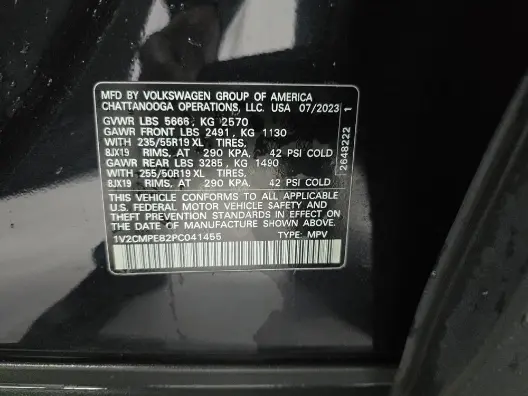 MFD BY VOLKSWAGEN GROUP OF AMERICA
CHATTANOOGA OPERATIONS, LLC. USA 07/2023
GVWR LBS 5666, KG 2570
GAWR FRONT LBS 2491, KG 1130
WITH 235/55R19 XL TIRES,
8JX19 RIMS, AT 290 KPA, 42 PSI COLD
GAWR REAR LBS 3285, KG 1490
WITH 255/50R19 XL TIRES,
8JX19 RIMS, AT 290 KPA, 42 PSI COLD
THIS VEHICLE CONFORMS TO ALL APPLICABLE
U.S. FEDERAL MOTOR VEHICLE SAFETY AND
THEFT PREVENTION STANDARDS IN EFFECT ON
THE DATE OF MANUFACTURE SHOWN ABOVE.
1V2CMPE82PC041455 TYPE: MPV
2648222 1